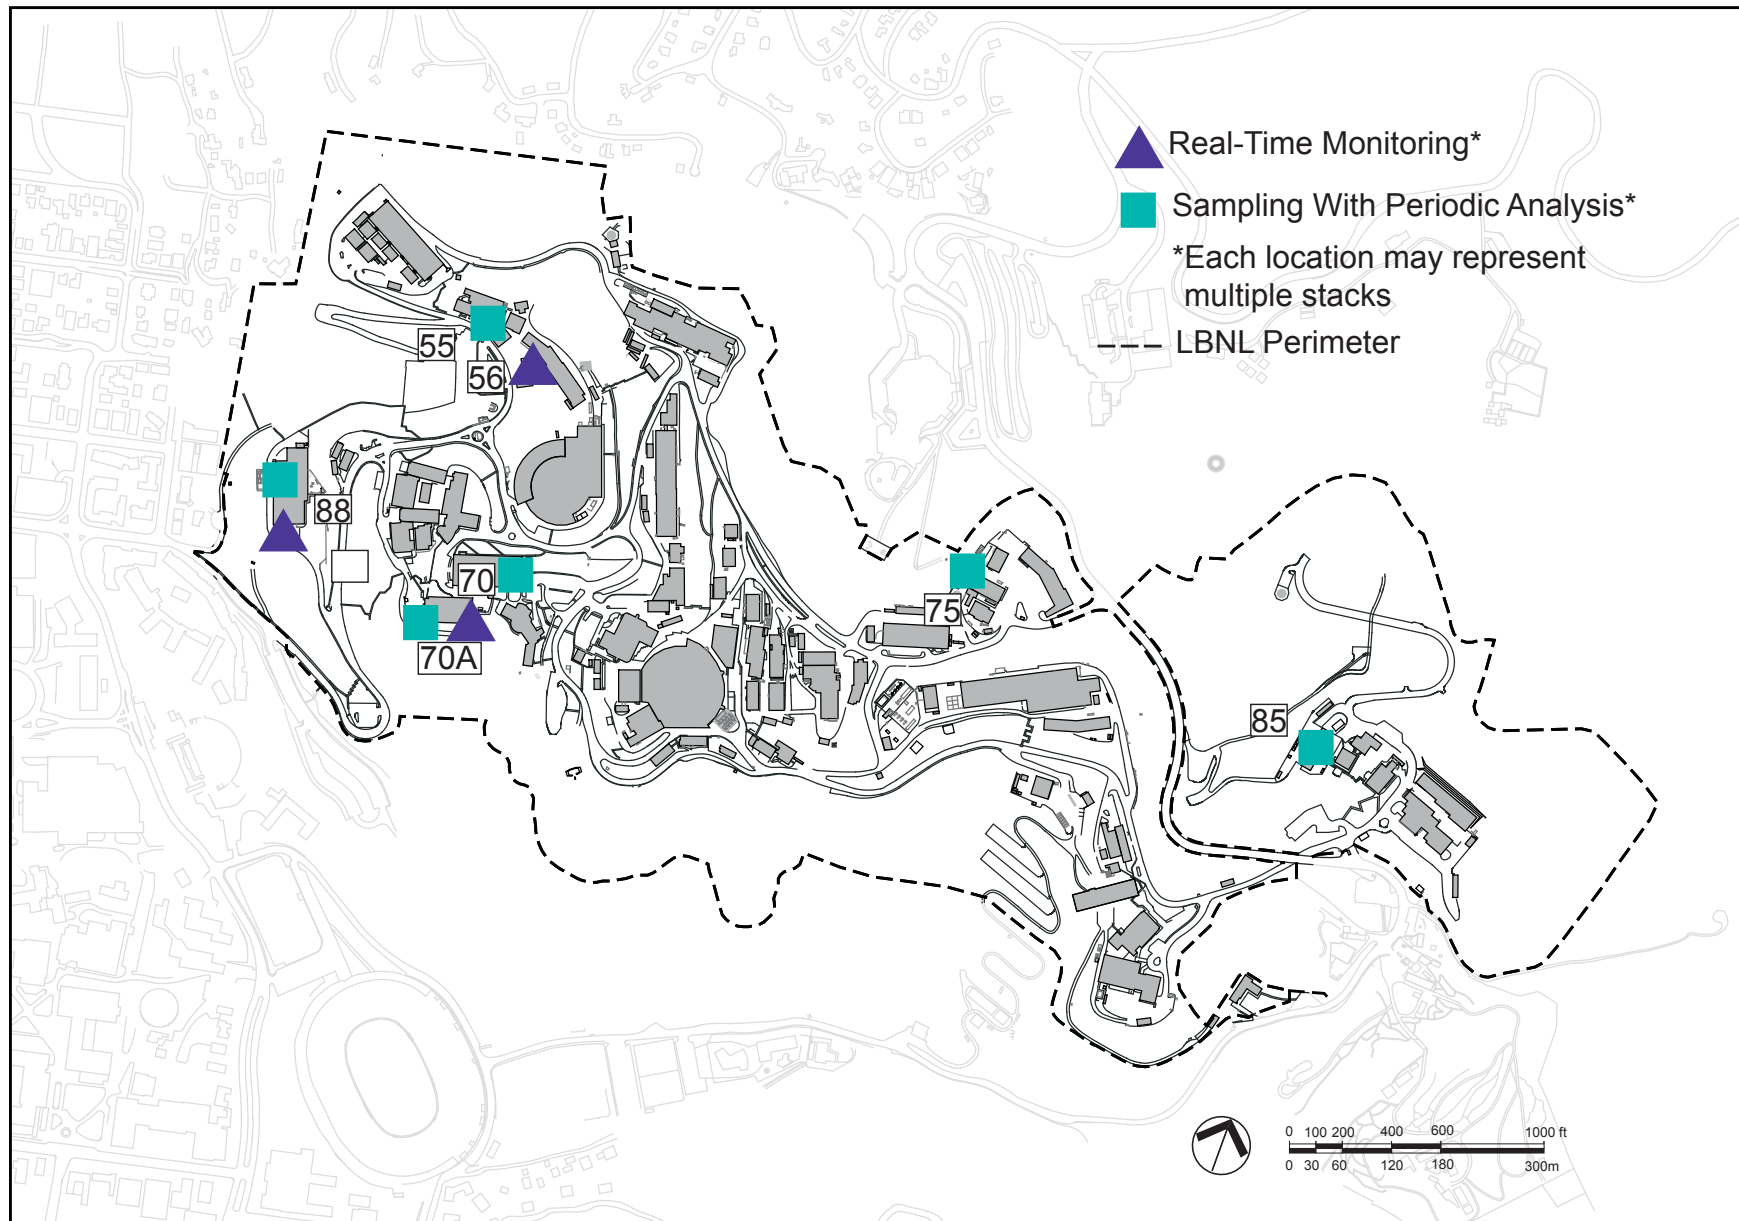 Real-Time Monitoring*
Sampling With Periodic Analysis*
*Each location may represent
multiple stacks
LBNL Perimeter
55
56
88
70
70A
75
85
0 100 200 400 600 1000 ft
0 30 60 120 180 300m